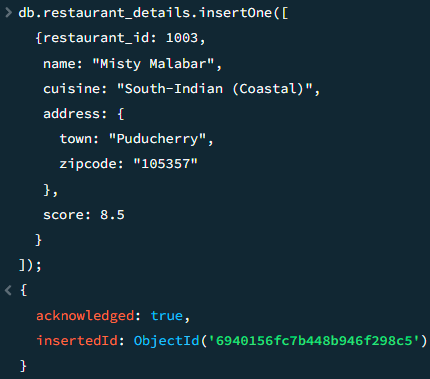 > db.restaurant_details.insertOne([
{restaurant_id: 1003,
name: "Misty Malabar",
cuisine: "South-Indian (Coastal)",
address: {
town: "Puducherry",
zipcode: "105357"
},
score: 8.5
}
]);
< {
acknowledged: true,
insertedId: ObjectId('6940156fc7b448b946f298c5')
}